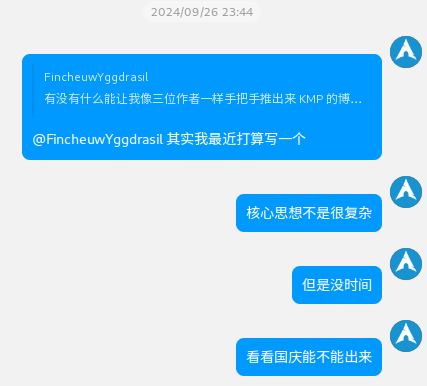 2024/09/26 23:44
FincheuwYggdrasil
有没有什么能让我像三位作者一样手把手推出来 KMP 的博...
@FincheuwYggdrasil 其实我最近打算写一个
核心思想不是很复杂
但是没时间
看看国庆能不能出来